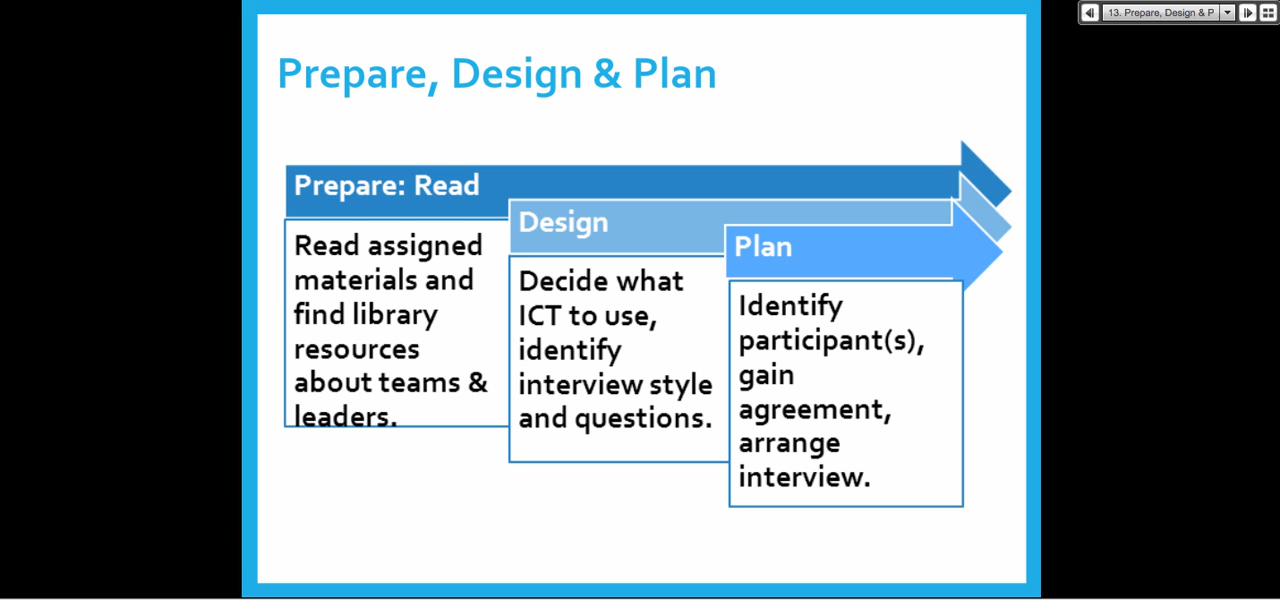 13. Prepare, Design & P
Prepare, Design & Plan
Prepare: Read
Read assigned
materials and
find library
resources
about teams &
leaders.
Design
Decide what
ICT to use,
identify
interview style
and questions.
Plan
Identify
participant(s),
gain
agreement,
arrange
interview.